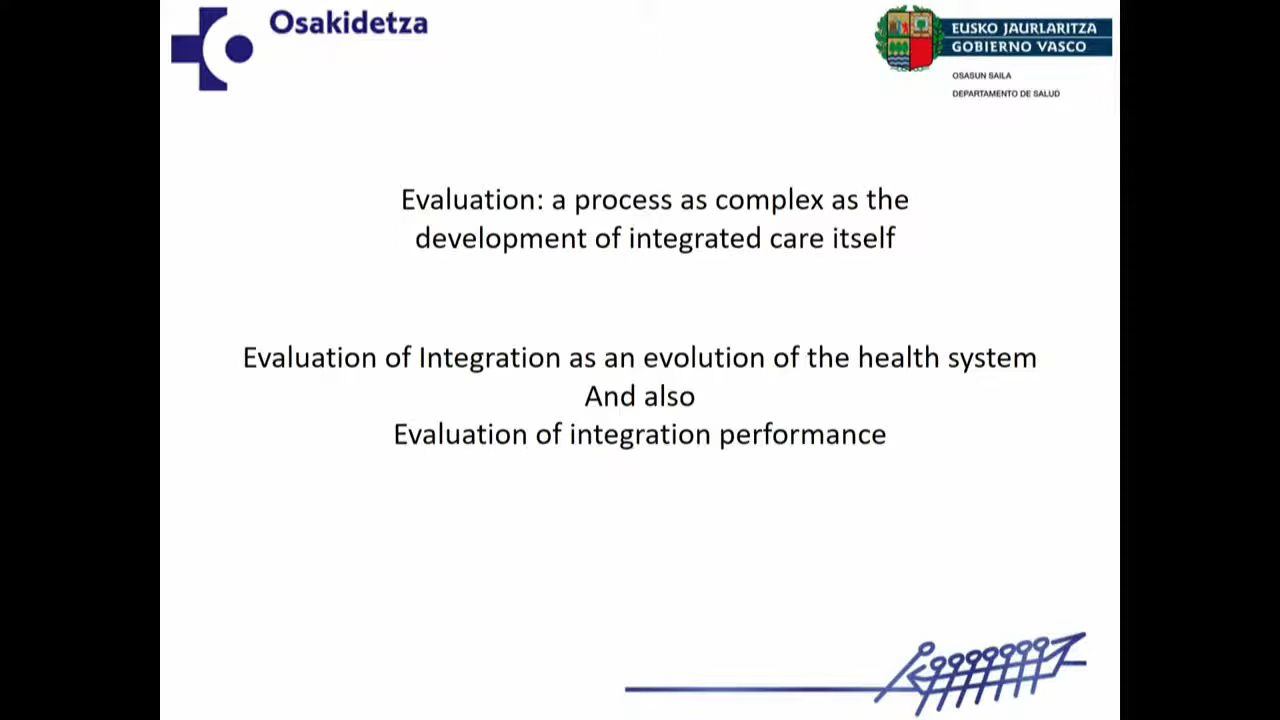 Osakidetza
EUSKO JAURLARITZA
GOBIERNO VASCO
OSASUN SAILA
DEPARTAMENTO DE SALUD
Evaluation: a process as complex as the
development of integrated care itself
Evaluation of Integration as an evolution of the health system
And also
Evaluation of integration performance